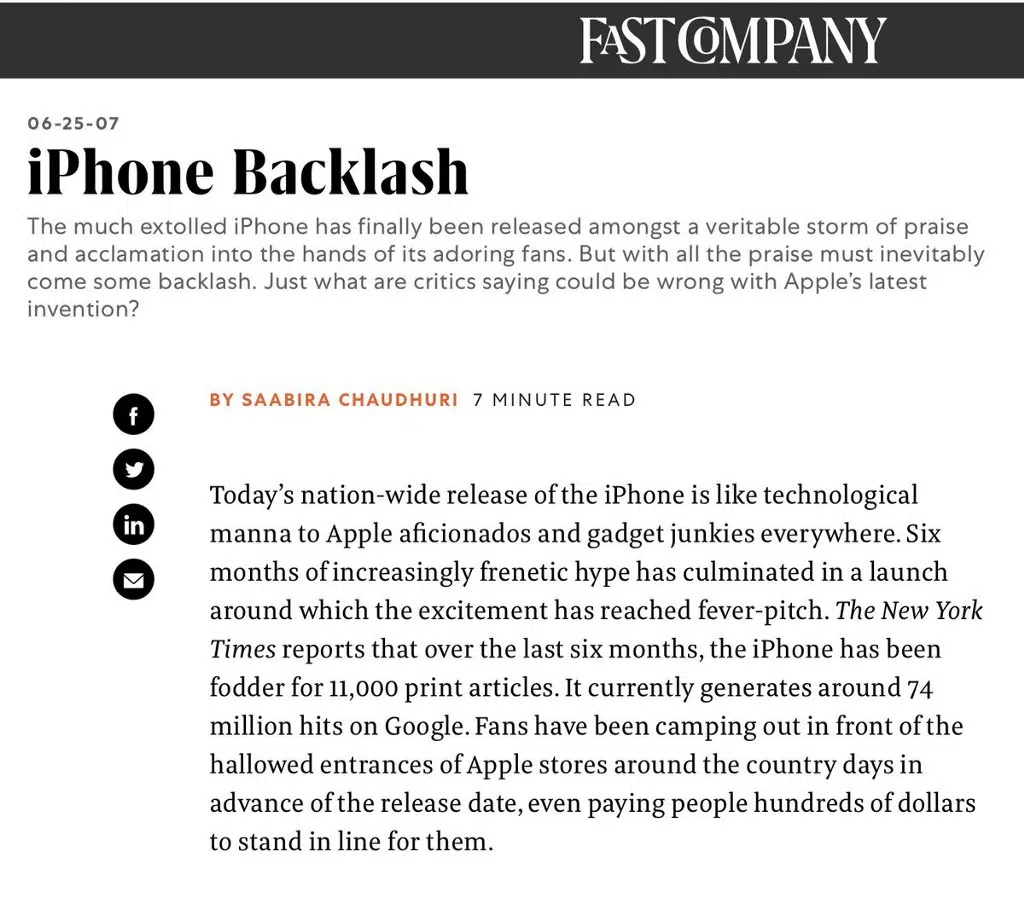 FAST COMPANY
06-25-07
iPhone Backlash
The much extolled iPhone has finally been released amongst a veritable storm of praise
and acclamation into the hands of its adoring fans. But with all the praise must inevitably
come some backlash. Just what are critics saying could be wrong with Apple’s latest
invention?
BY SAABIRA CHAUDHURI 7 MINUTE READ
Today’s nation-wide release of the iPhone is like technological
manna to Apple aficionados and gadget junkies everywhere. Six
months of increasingly frenetic hype has culminated in a launch
around which the excitement has reached fever-pitch. The New York
Times reports that over the last six months, the iPhone has been
fodder for 11,000 print articles. It currently generates around 74
million hits on Google. Fans have been camping out in front of the
hallowed entrances of Apple stores around the country days in
advance of the release date, even paying people hundreds of dollars
to stand in line for them.